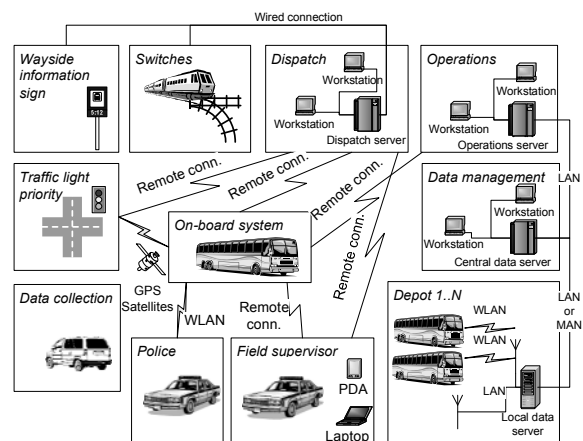 Wired connection
Wayside
information
sign
5:12
Switches
Dispatch
Workstation
Workstation
Dispatch server
Operations
Workstation
Workstation
Operations server
Remote conn.
Remote conn.
Remote conn.
Remote conn.
LAN
Traffic light
priority
On-board system
Data management
Workstation
Workstation
Central data server
GPS
Satellites
WLAN
Remote
conn.
LAN
or
MAN
Data collection
Police
Field supervisor
PDA
Laptop
Depot 1..N
WLAN
WLAN
LAN
Local data
server